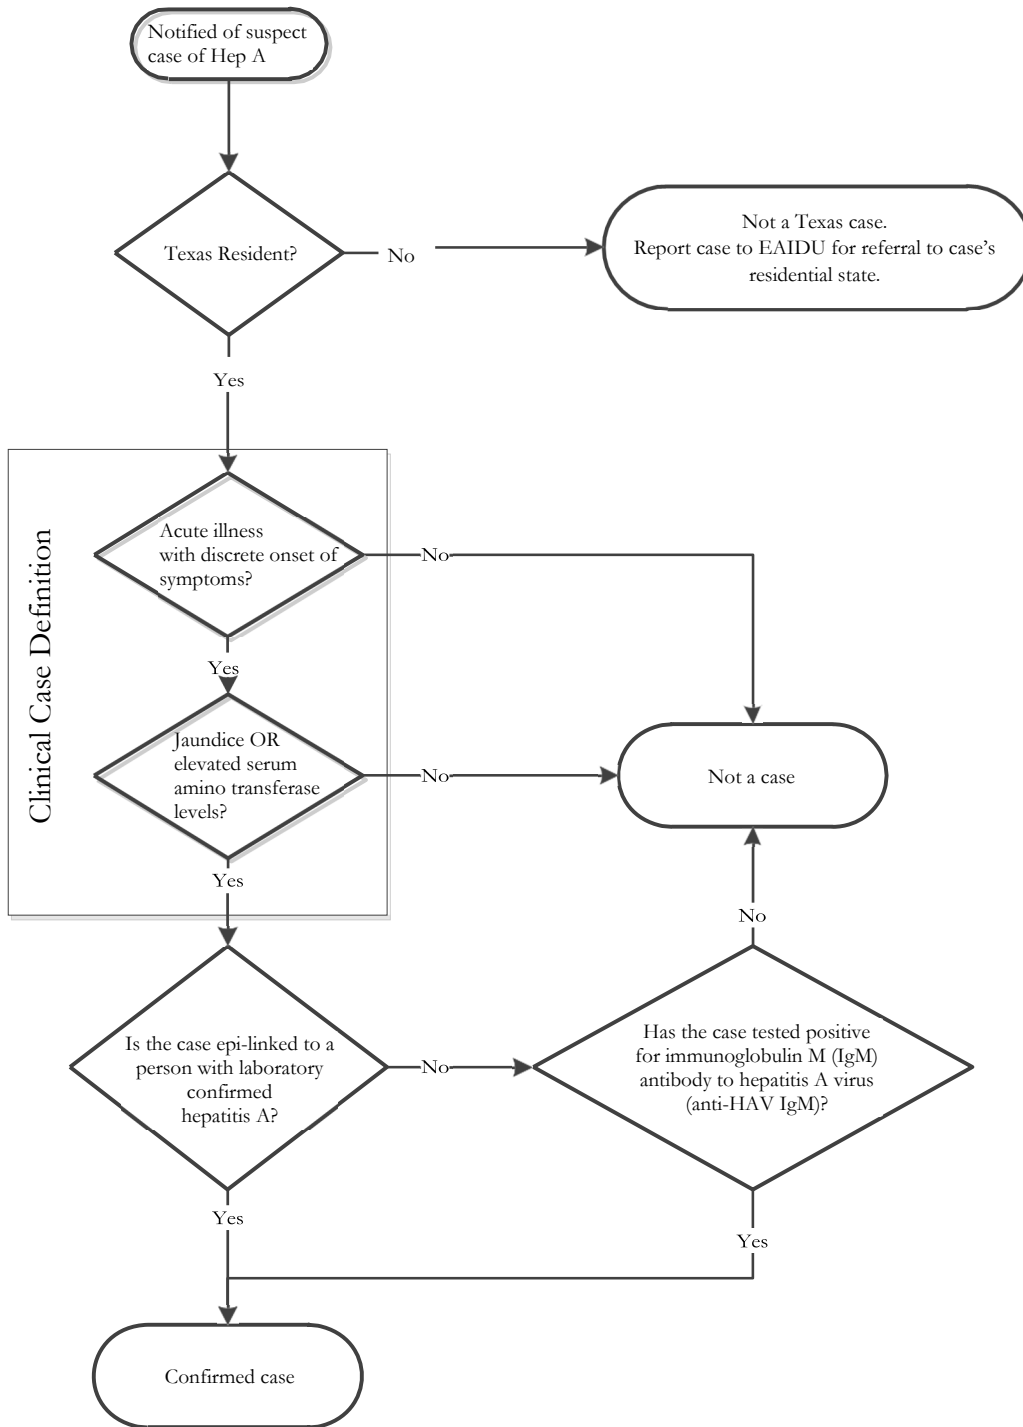 Notified of suspect
case of Hep A
Texas Resident?
No
Not a Texas case.
Report case to EAIDU for referral to case's
residential state.
Yes
Clinical Case Definition
Acute illness
with discrete onset of
symptoms?
No
Yes
Jaundice OR
elevated serum
amino transferase
levels?
No
Not a case
Yes
No
Is the case epi-linked to a
person with laboratory
confirmed
hepatitis A?
No
Has the case tested positive
for immunoglobulin M (IgM)
antibody to hepatitis A virus
(anti-HAV IgM)?
Yes
Yes
Confirmed case